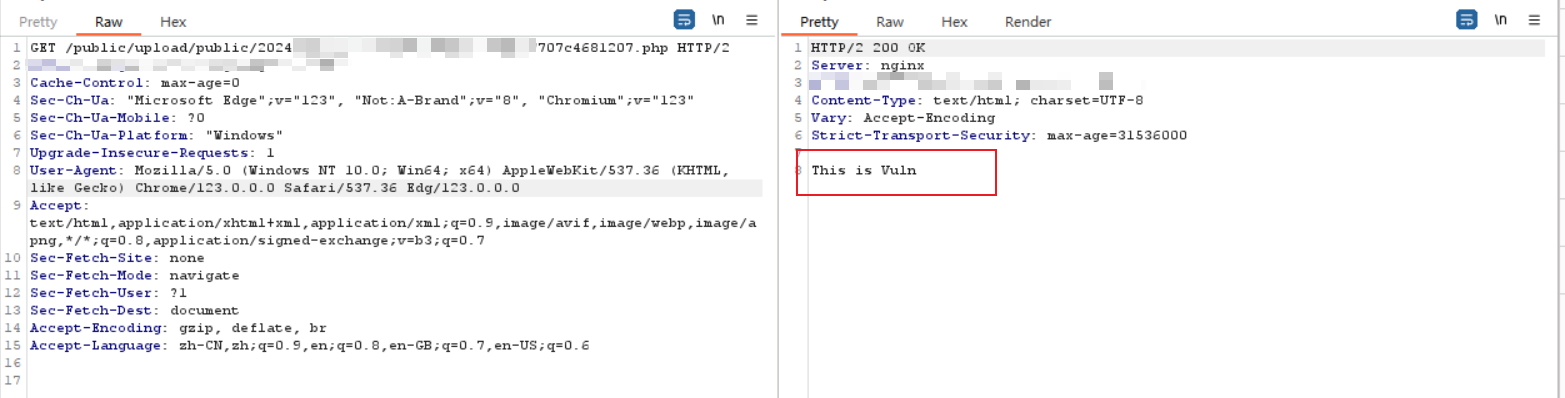 Pretty Raw Hex \n
1 GET /public/upload/public/2024 707c4681207.php HTTP/2
2
3 Cache-Control: max-age=0
4 Sec-Ch-Ua: "Microsoft Edge";v="123", "Not:A-Brand";v="8", "Chromium";v="123"
5 Sec-Ch-Ua-Mobile: ?0
6 Sec-Ch-Ua-Platform: "Windows"
7 Upgrade-Insecure-Requests: 1
8 User-Agent: Mozilla/5.0 (Windows NT 10.0; Win64; x64) AppleWebKit/537.36 (KHTML,
like Gecko) Chrome/123.0.0.0 Safari/537.36 Edg/123.0.0.0
9 Accept:
text/html,application/xhtml+xml,application/xml;q=0.9,image/avif,image/webp,image/a
png,*/*;q=0.8,application/signed-exchange;v=b3;q=0.7
10 Sec-Fetch-Site: none
11 Sec-Fetch-Mode: navigate
12 Sec-Fetch-User: ?1
13 Sec-Fetch-Dest: document
14 Accept-Encoding: gzip, deflate, br
15 Accept-Language: zh-CN,zh;q=0.9,en;q=0.8,en-GB;q=0.7,en-US;q=0.6
16
17
Pretty Raw Hex Render \n
1 HTTP/2 200 OK
2 Server: nginx
3
4 Content-Type: text/html; charset=UTF-8
5 Vary: Accept-Encoding
6 Strict-Transport-Security: max-age=31536000
7
8 This is Vuln